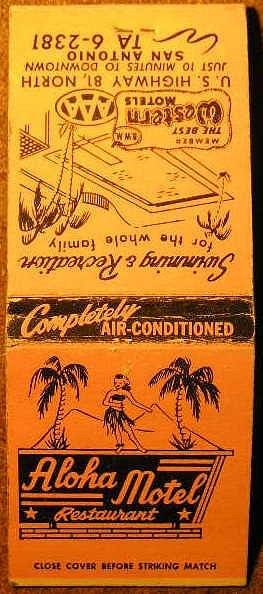 Swimming & Recreation
for the whole family
MEMBER
THE BEST
Western
MOTELS
B.W.M.
AAA
U. S. HIGHWAY 81, NORTH
JUST 10 MINUTES TO DOWNTOWN
SAN ANTONIO
TA 6-2381
Completely
AIR-CONDITIONED
Aloha Motel
Restaurant
CLOSE COVER BEFORE STRIKING MATCH